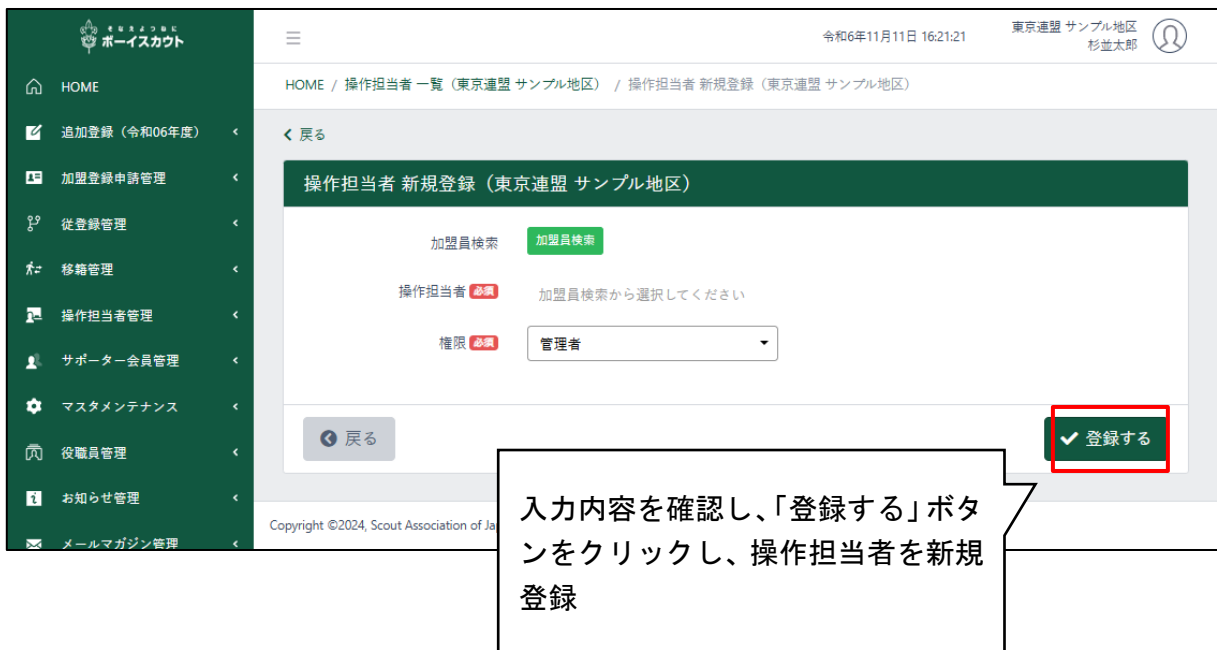 そなえよつねに
ボーイスカウト
令和6年11月11日 16:21:21
東京連盟 サンプル地区
杉並太郎
HOME
追加登録（令和06年度）
加盟登録申請管理
従登録管理
移籍管理
操作担当者管理
サポーター会員管理
マスタメンテナンス
役職員管理
お知らせ管理
メールマガジン管理
HOME / 操作担当者 一覧（東京連盟 サンプル地区） / 操作担当者 新規登録（東京連盟 サンプル地区）
戻る
操作担当者 新規登録（東京連盟 サンプル地区）
加盟員検索 加盟員検索
操作担当者 必須 加盟員検索から選択してください
権限 必須 管理者
戻る
登録する
Copyright ©2024, Scout Association of Ja
入力内容を確認し、「登録する」ボタ
ンをクリックし、操作担当者を新規
登録